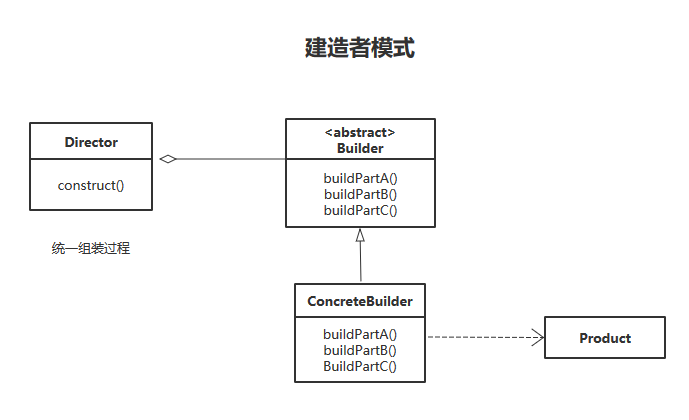 建造者模式
Director
construct()
统一组装过程
<abstract>
Builder
buildPartA()
buildPartB()
buildPartC()
ConcreteBuilder
buildPartA()
buildPartB()
BuildPartC()
Product